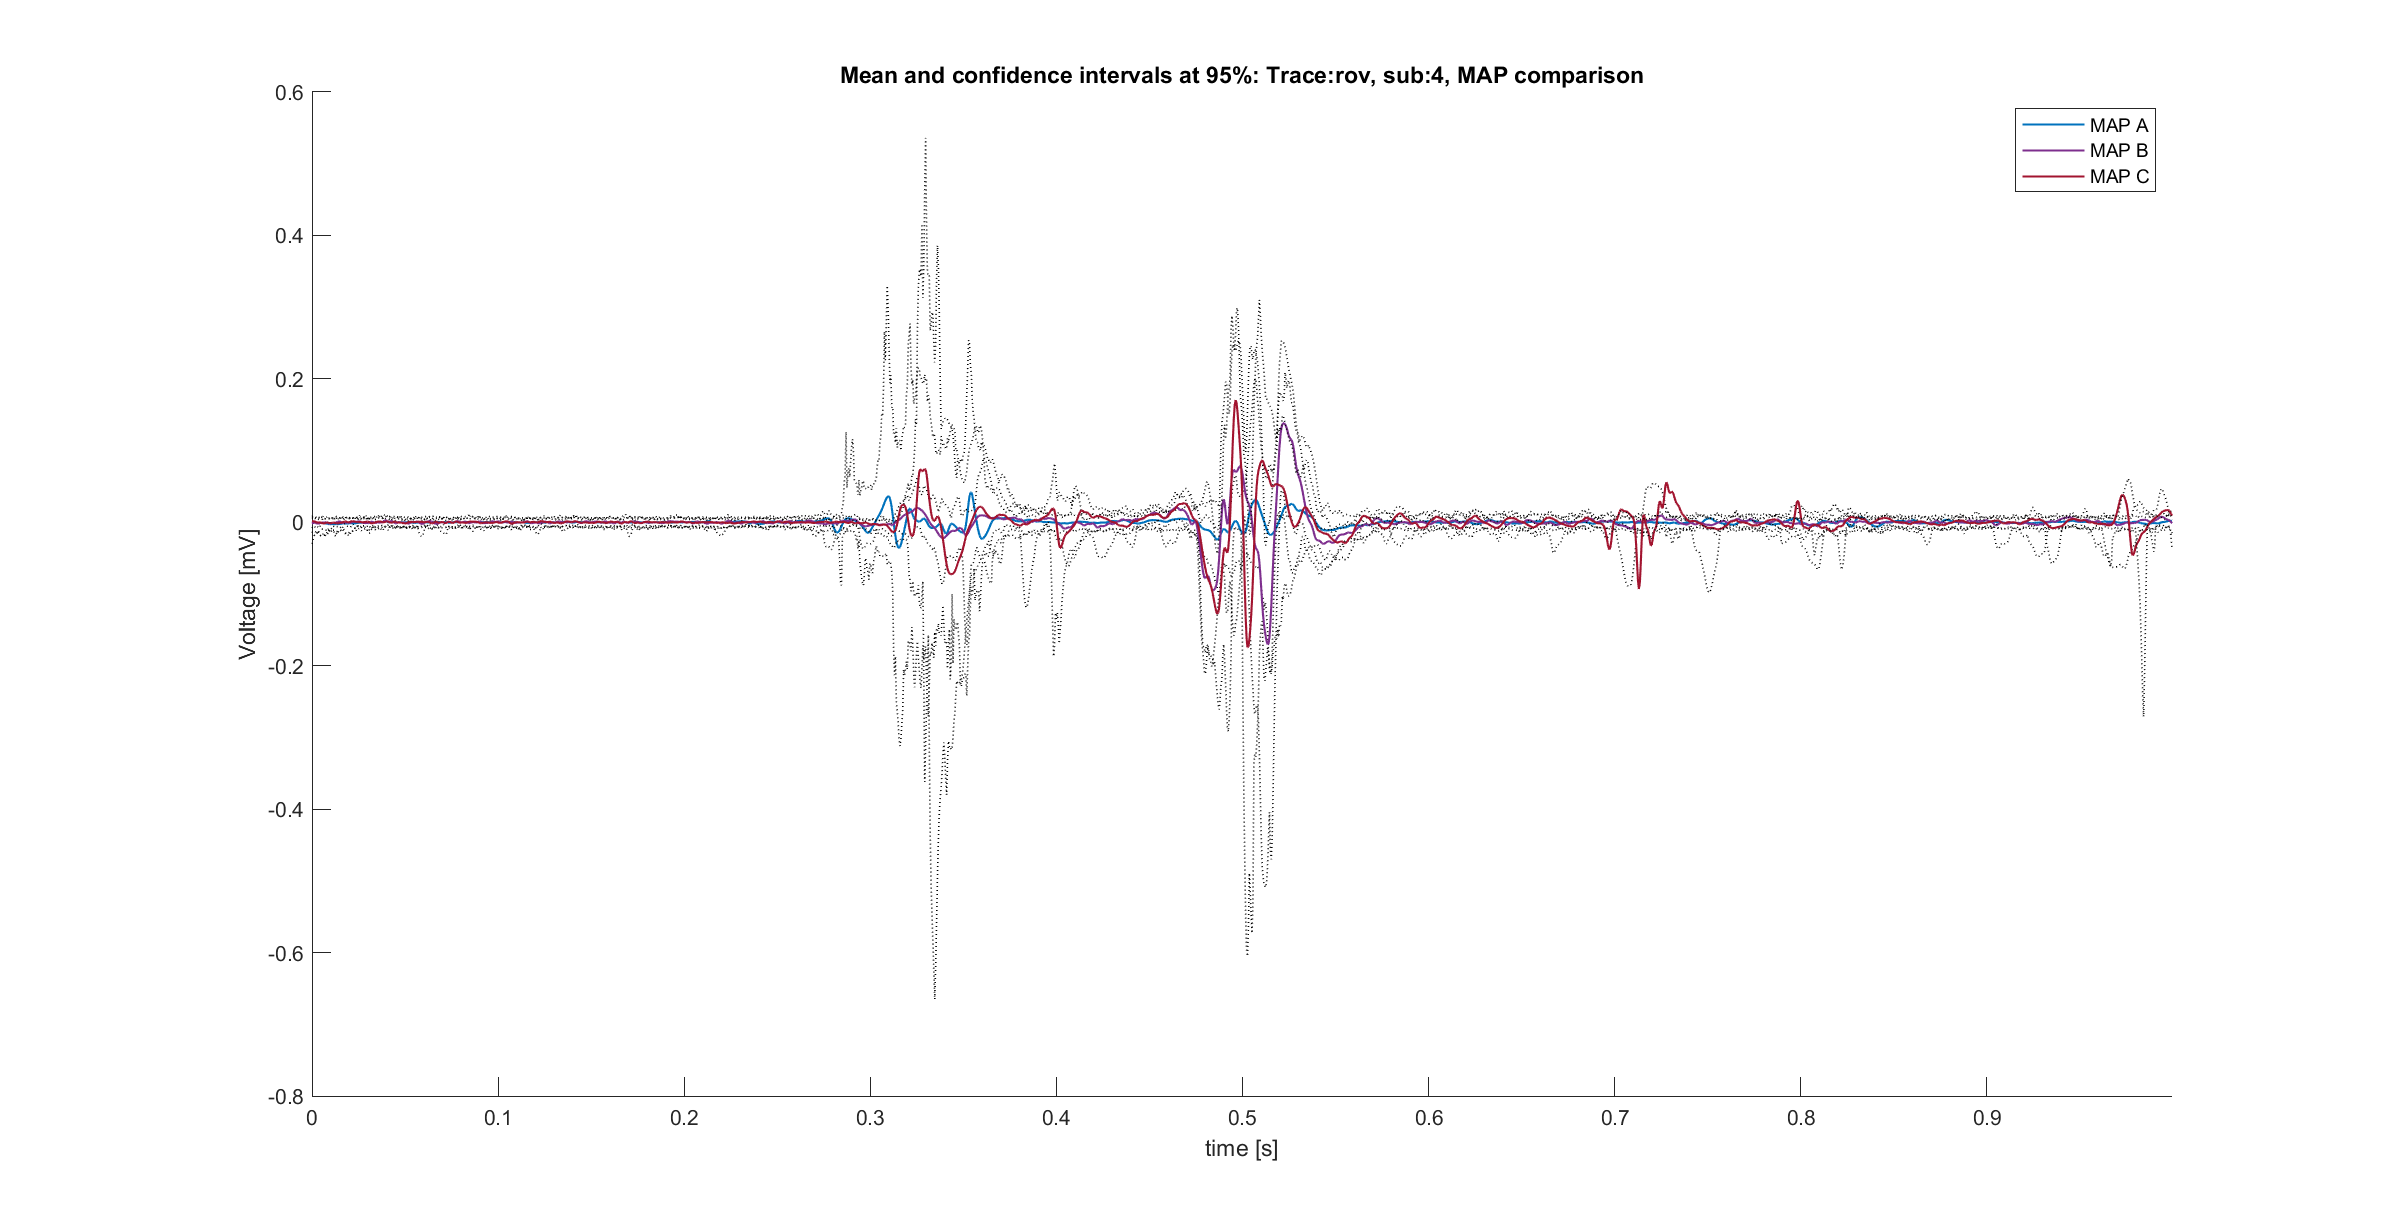 Mean and confidence intervals at 95%: Trace:rov, sub:4, MAP comparison
MAP A
MAP B
MAP C
0.6
0.4
0.2
0
-0.2
-0.4
-0.6
-0.8
Voltage [mV]
0 0.1 0.2 0.3 0.4 0.5 0.6 0.7 0.8 0.9
time [s]